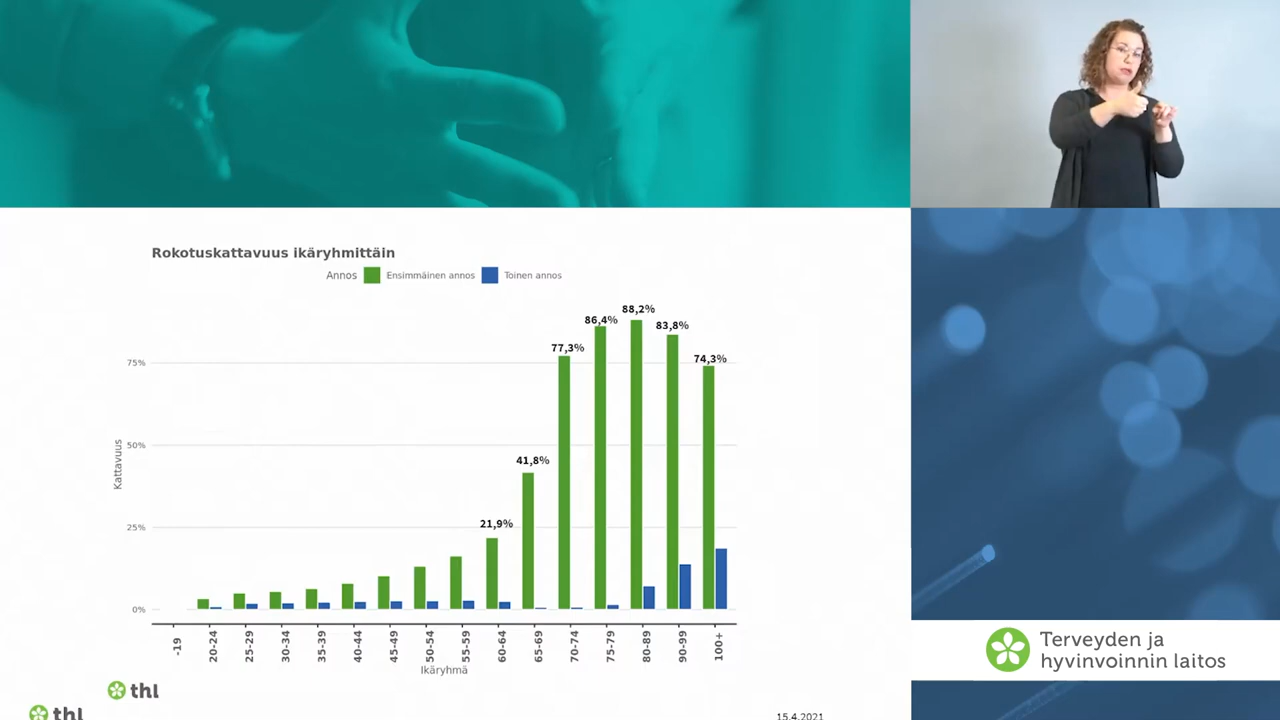 Rokotuskattavuus ikäryhmittäin
Annos Ensimmäinen annos Toinen annos
88,2%
86,4%
83,8%
77,3%
74,3%
75%
50%
41,8%
Kattavuus
25%
21,9%
0%
-19 20-24 25-29 30-34 35-39 40-44 45-49 50-54 55-59 60-64 65-69 70-74 75-79 80-89 90-99 100+
Ikäryhmä
thl
thl
15.4.2021
Terveyden ja
hyvinvoinnin laitos